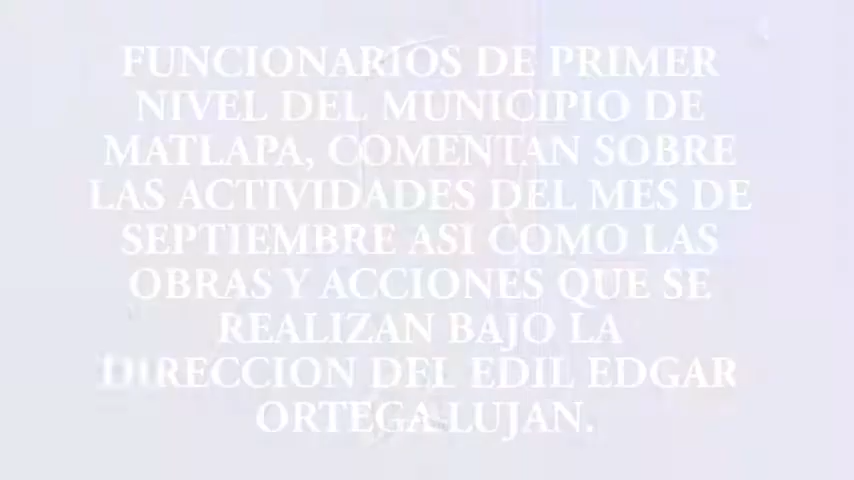 FUNCIONARIOS DE PRIMER
NIVEL DEL MUNICIPIO DE
MATLAPA, COMENTAN SOBRE
LAS ACTIVIDADES DEL MES DE
SEPTIEMBRE ASI COMO LAS
OBRAS Y ACCIONES QUE SE
REALIZAN BAJO LA
DIRECCION DEL EDIL EDGAR
ORTEGA LUJAN.